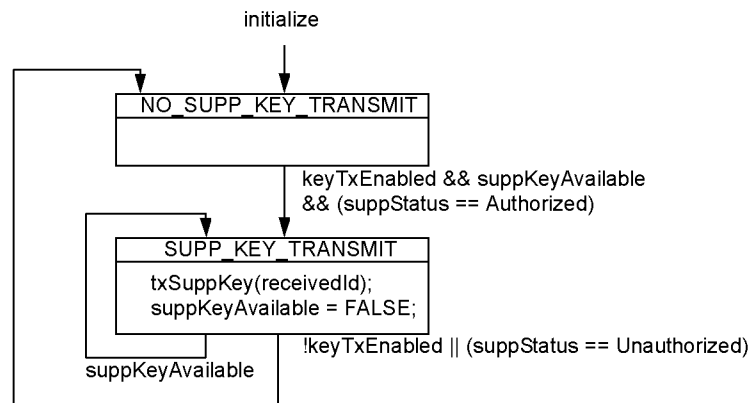 initialize
NO_SUPP_KEY_TRANSMIT
keyTxEnabled && suppKeyAvailable
&& (suppStatus == Authorized)
SUPP_KEY_TRANSMIT
txSuppKey(receivedId);
suppKeyAvailable = FALSE;
!keyTxEnabled || (suppStatus == Unauthorized)
suppKeyAvailable